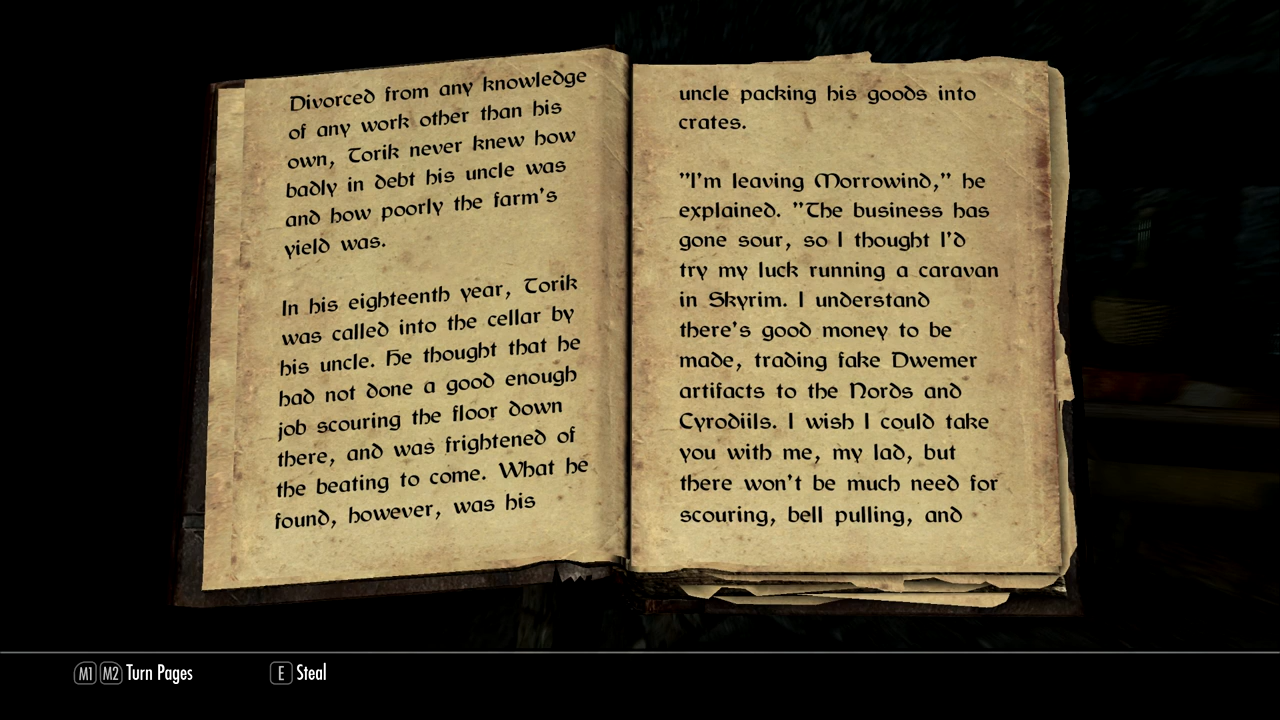 Divorced from any knowledge
of any work other than his
own, Torik never knew how
badly in debt his uncle was
and how poorly the farm's
yield was.
In his eighteenth year, Torik
was called into the cellar by
his uncle. He thought that he
had not done a good enough
job scouring the floor down
there, and was frightened of
the beating to come. What he
found, however, was his
uncle packing his goods into
crates.
"I'm leaving Morrowind," he
explained. "The business has
gone sour, so I thought I'd
try my luck running a caravan
in Skyrim. I understand
there's good money to be
made, trading fake Dwemer
artifacts to the Nords and
Cyrodiils. I wish I could take
you with me, my lad, but
there won't be much need for
scouring, bell pulling, and
M1 M2 Turn Pages
E Steal